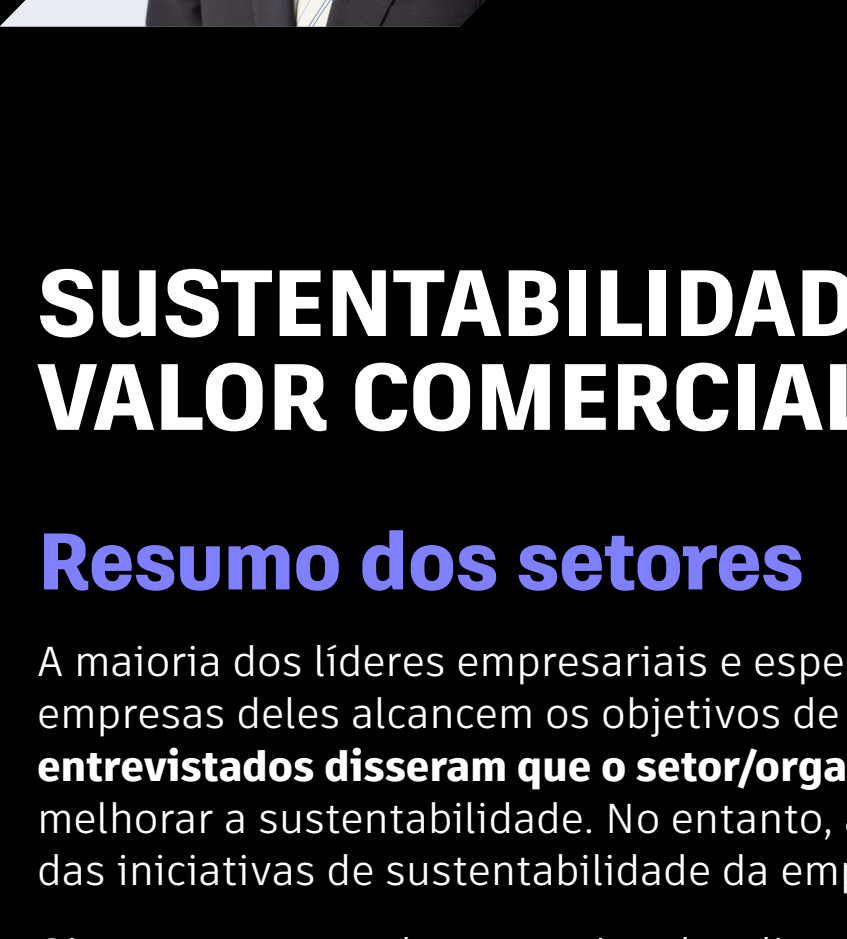 SUSTENTABILIDAD
VALOR COMERCIAL
Resumo dos setores
A maioria dos líderes empresariais e espe
empresas deles alcancem os objetivos de
entrevistados disseram que o setor/orga
melhorar a sustentabilidade. No entanto,
das iniciativas de sustentabilidade da emp